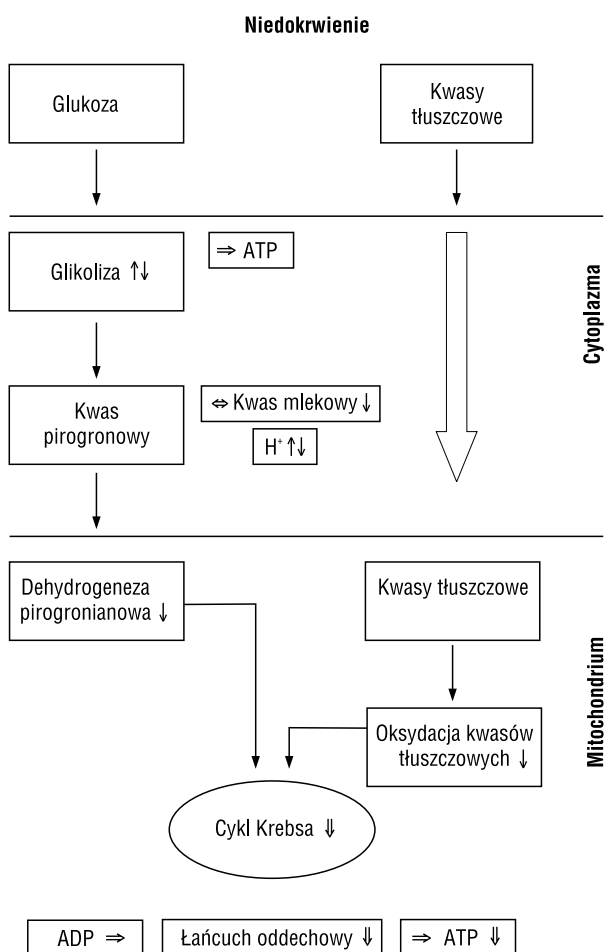 Niedokrwienie
Glukoza
Kwasy
tłuszczowe
Glikoliza ↑↓
⇒ ATP
Cytoplazma
Kwas
pirogronowy
⇔ Kwas mlekowy ↓
H⁺ ↑↓
Dehydrogeneza
pirogronianowa ↓
Kwasy tłuszczowe
Mitochondrium
Oksydacja kwasów
tłuszczowych ↓
Cykl Krebsa ⇓
ADP ⇒
Łańcuch oddechowy ⇓
⇒ ATP ⇓